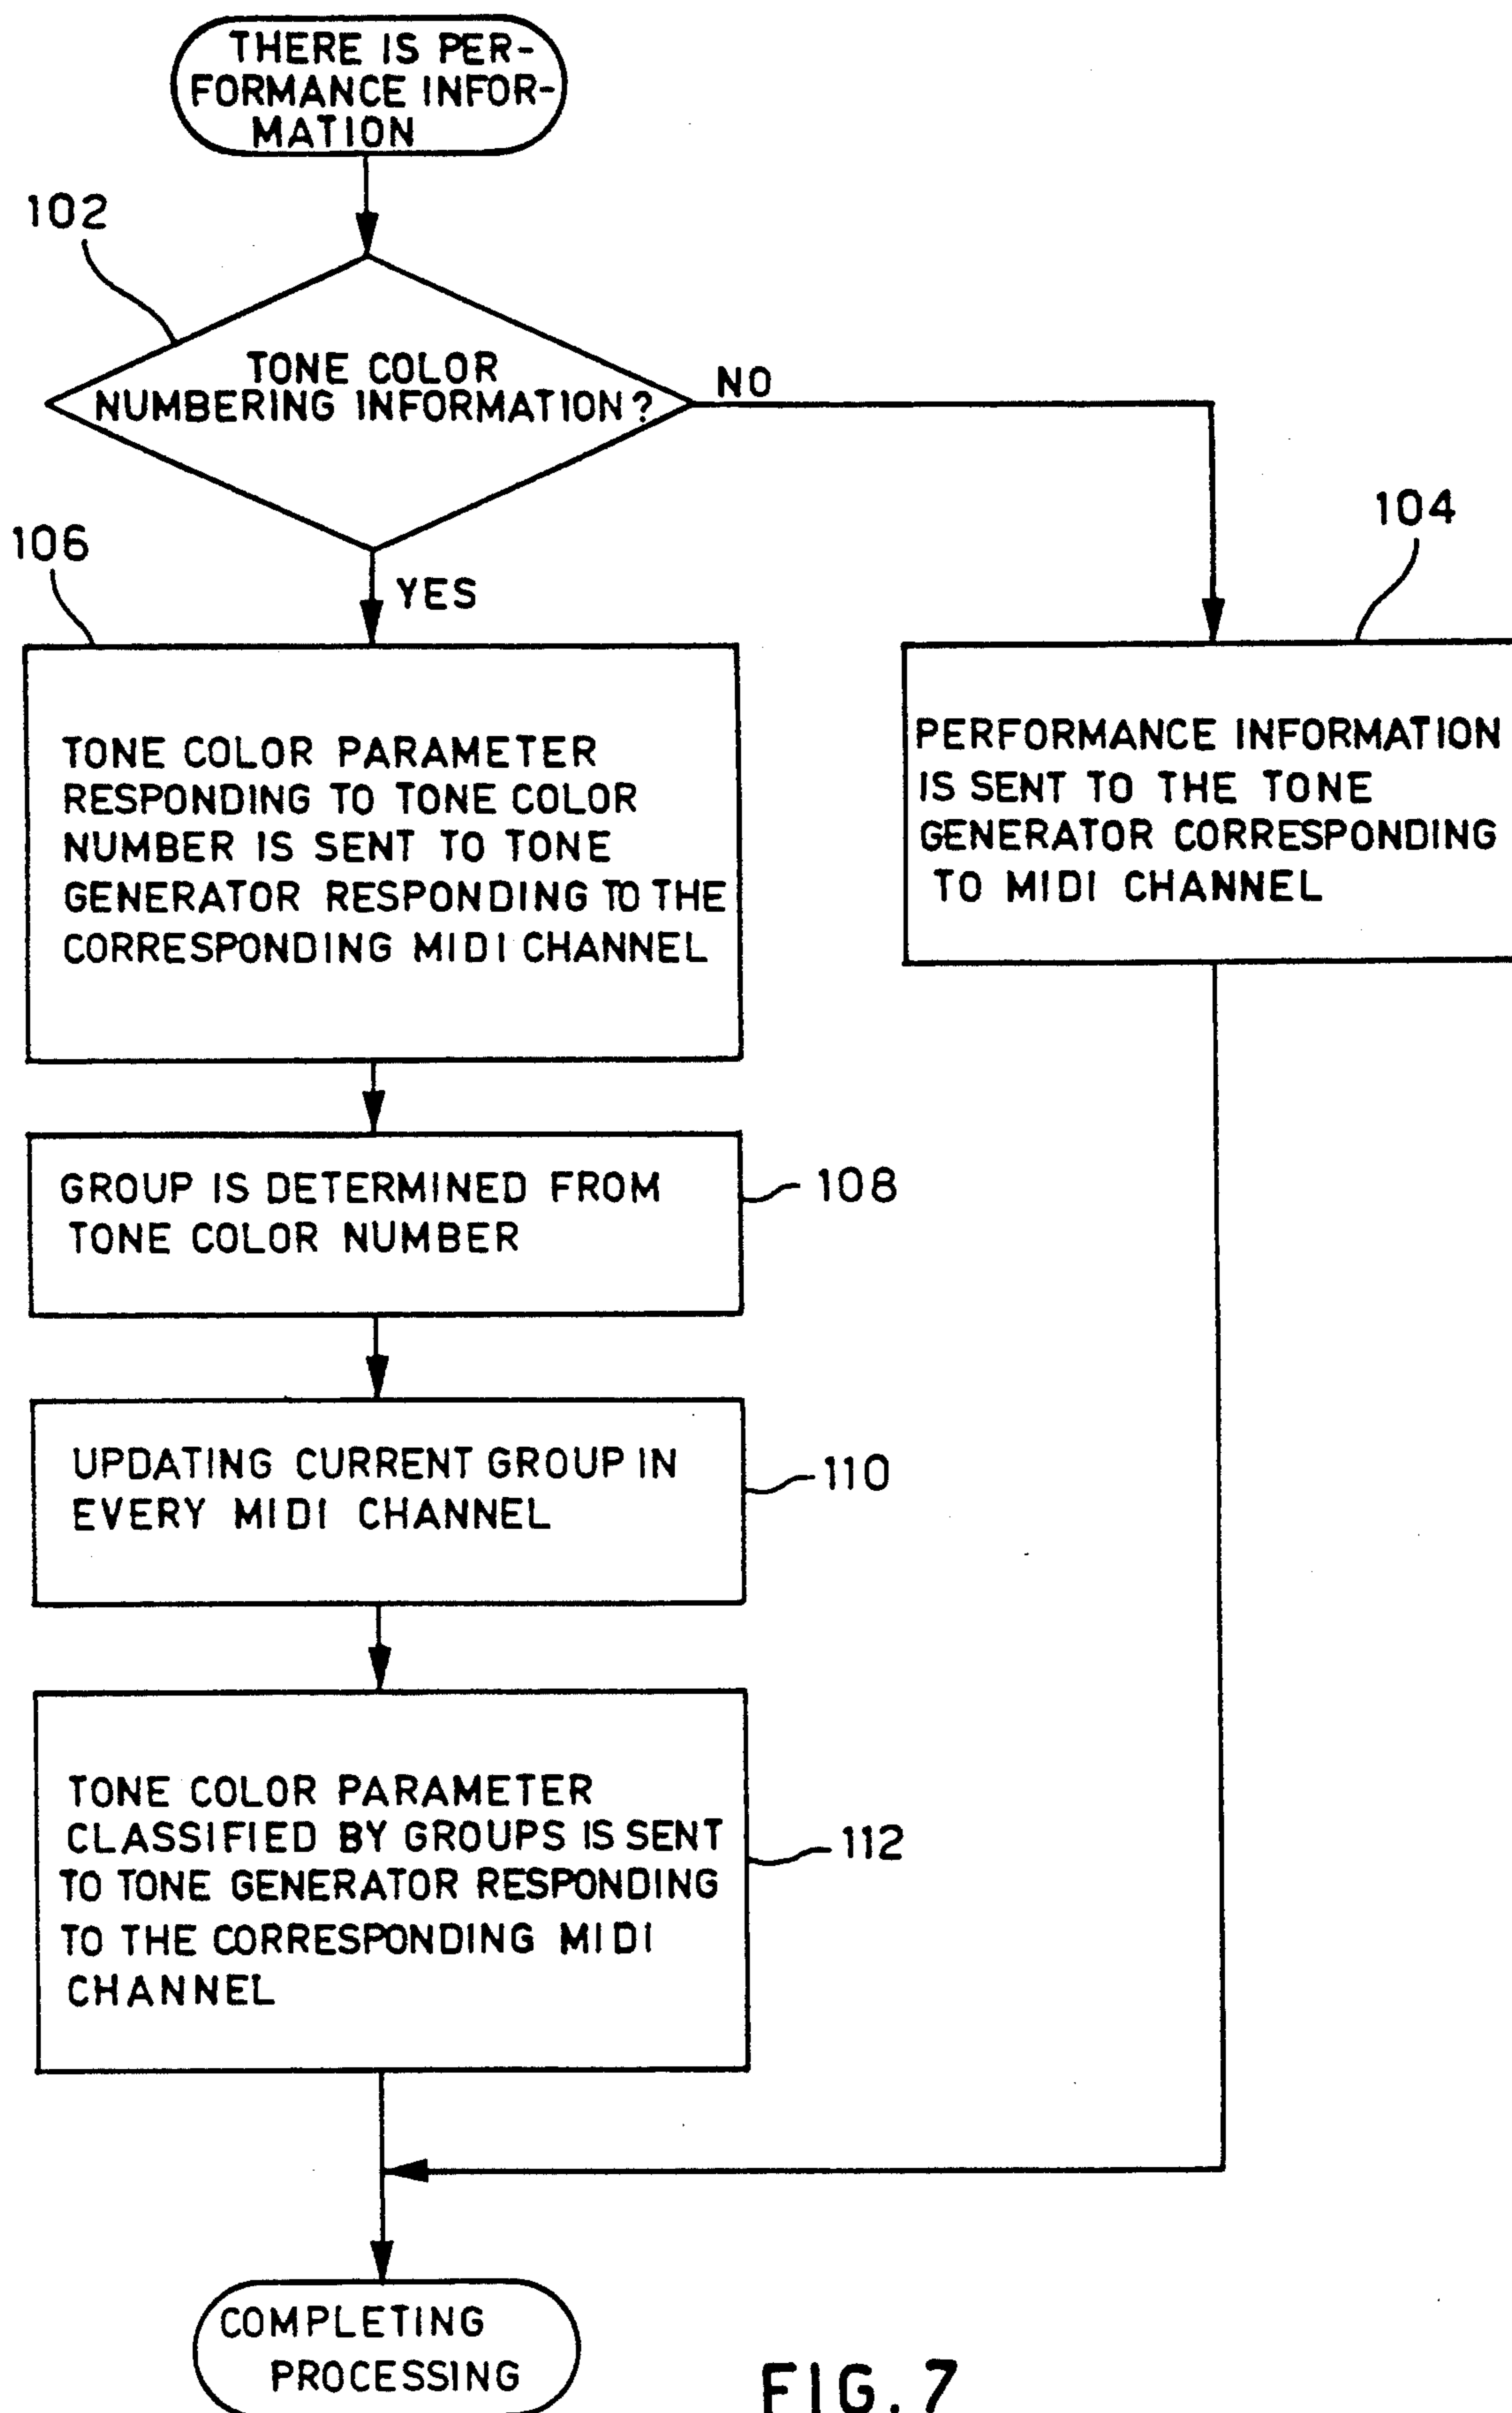 THERE IS PER-
FORMANCE INFOR-
MATION
102
TONE COLOR
NUMBERING INFORMATION?
NO
104
106
YES
TONE COLOR PARAMETER
RESPONDING TO TONE COLOR
NUMBER IS SENT TO TONE
GENERATOR RESPONDING TO THE
CORRESPONDING MIDI CHANNEL
PERFORMANCE INFORMATION
IS SENT TO THE TONE
GENERATOR CORRESPONDING
TO MIDI CHANNEL
GROUP IS DETERMINED FROM
TONE COLOR NUMBER
108
UPDATING CURRENT GROUP IN
EVERY MIDI CHANNEL
110
TONE COLOR PARAMETER
CLASSIFIED BY GROUPS IS SENT
TO TONE GENERATOR RESPONDING
TO THE CORRESPONDING MIDI
CHANNEL
112
COMPLETING
PROCESSING
FIG. 7